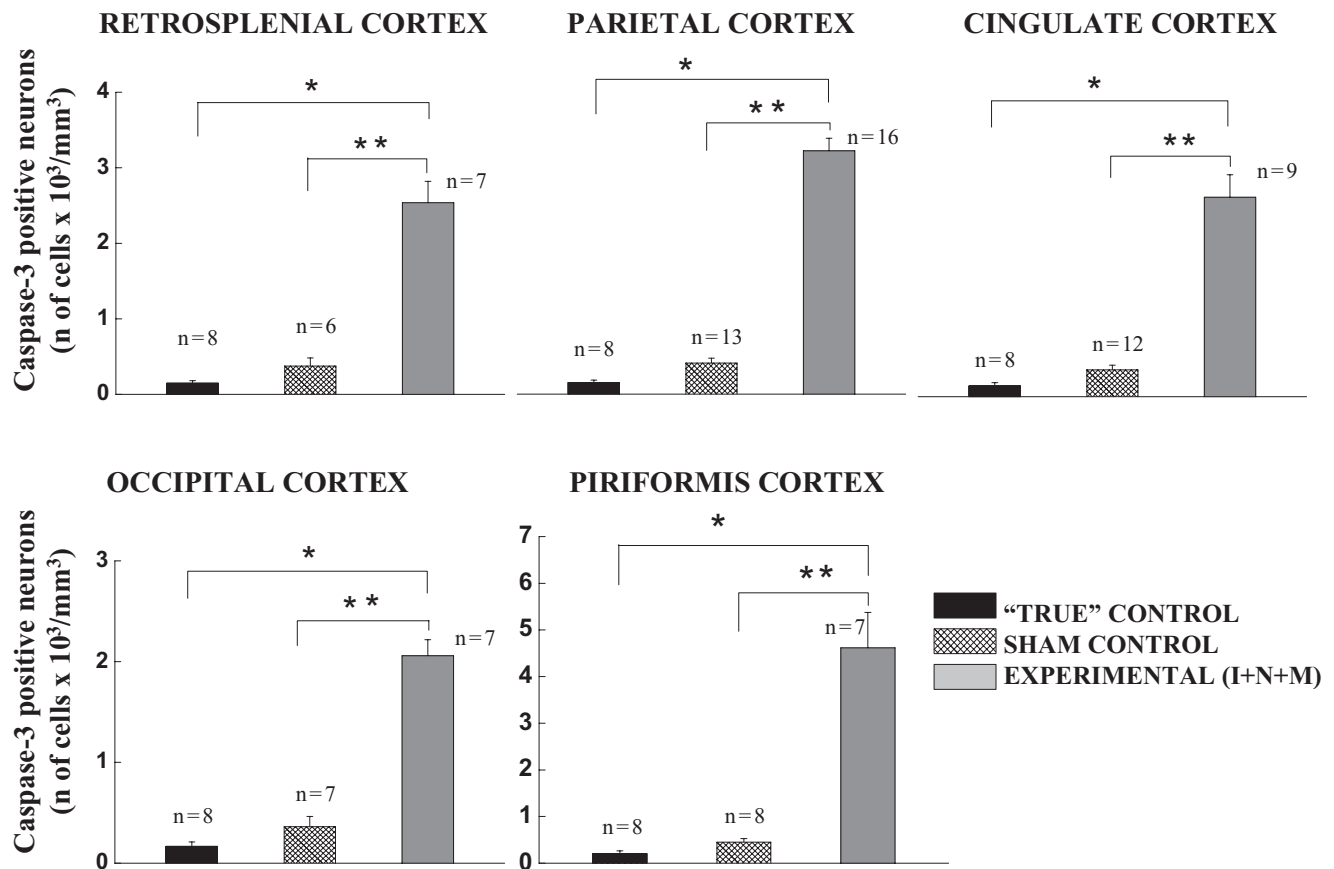 RETROSPLENIAL CORTEX
PARIETAL CORTEX
CINGULATE CORTEX
Caspase-3 positive neurons
(n of cells x 10³/mm³)
4
3
2
1
0
*
**
n=8
n=6
n=7
*
**
n=8
n=13
n=16
*
**
n=8
n=12
n=9
OCCIPITAL CORTEX
PIRIFORMIS CORTEX
Caspase-3 positive neurons
(n of cells x 10³/mm³)
3
2
1
0
*
**
n=8
n=7
n=7
7
6
5
4
3
2
1
0
*
**
n=8
n=8
n=7
“TRUE” CONTROL
SHAM CONTROL
EXPERIMENTAL (I+N+M)